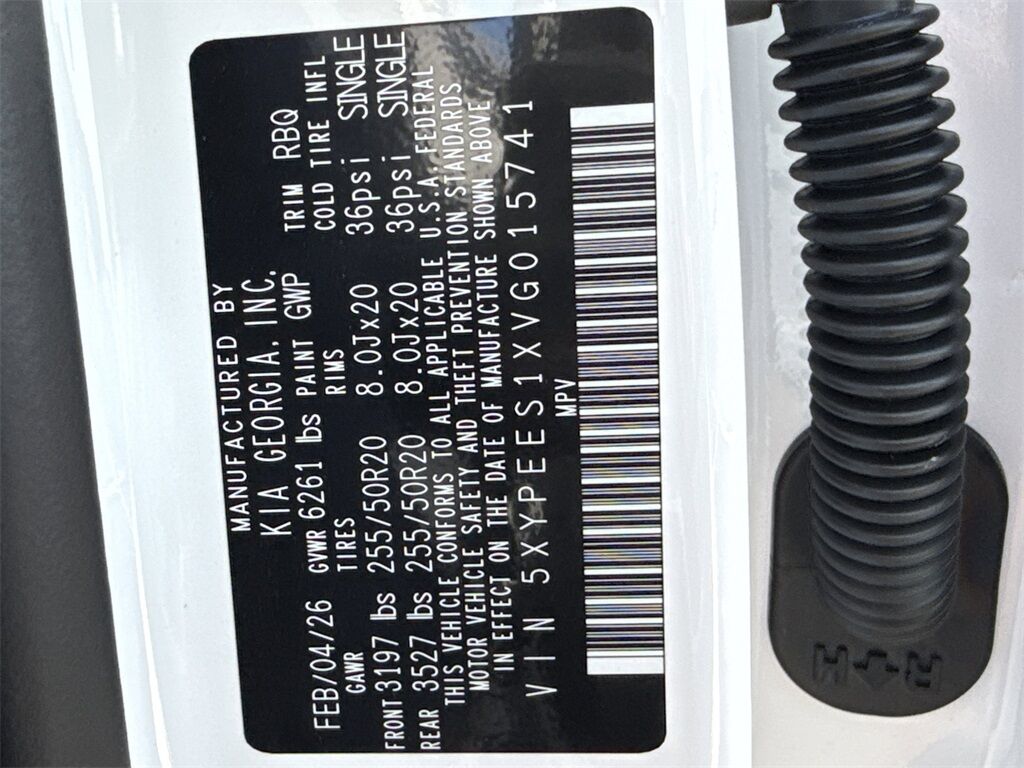 MANUFACTURED BY
KIA GEORGIA, INC.
FEB/04/26 GVWR 6261 lbs PAINT GWP TRIM RBQ
GAWR TIRES RIMS COLD TIRE INFL
FRONT 3197 lbs 255/50R20 8.0Jx20 36psi SINGLE
REAR 3527 lbs 255/50R20 8.0Jx20 36psi SINGLE
THIS VEHICLE CONFORMS TO ALL APPLICABLE U.S.A. FEDERAL
MOTOR VEHICLE SAFETY AND THEFT PREVENTION STANDARDS
IN EFFECT ON THE DATE OF MANUFACTURE SHOWN ABOVE
VIN 5XYPEES1XVG015741
MPV
H R